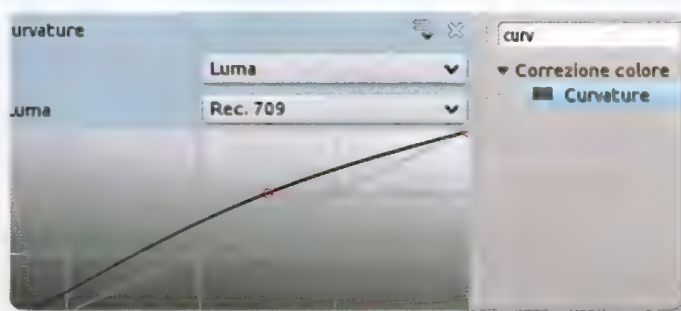 urvature
Luma
uma
Rec. 709
curv
Correzione colore
Curvature